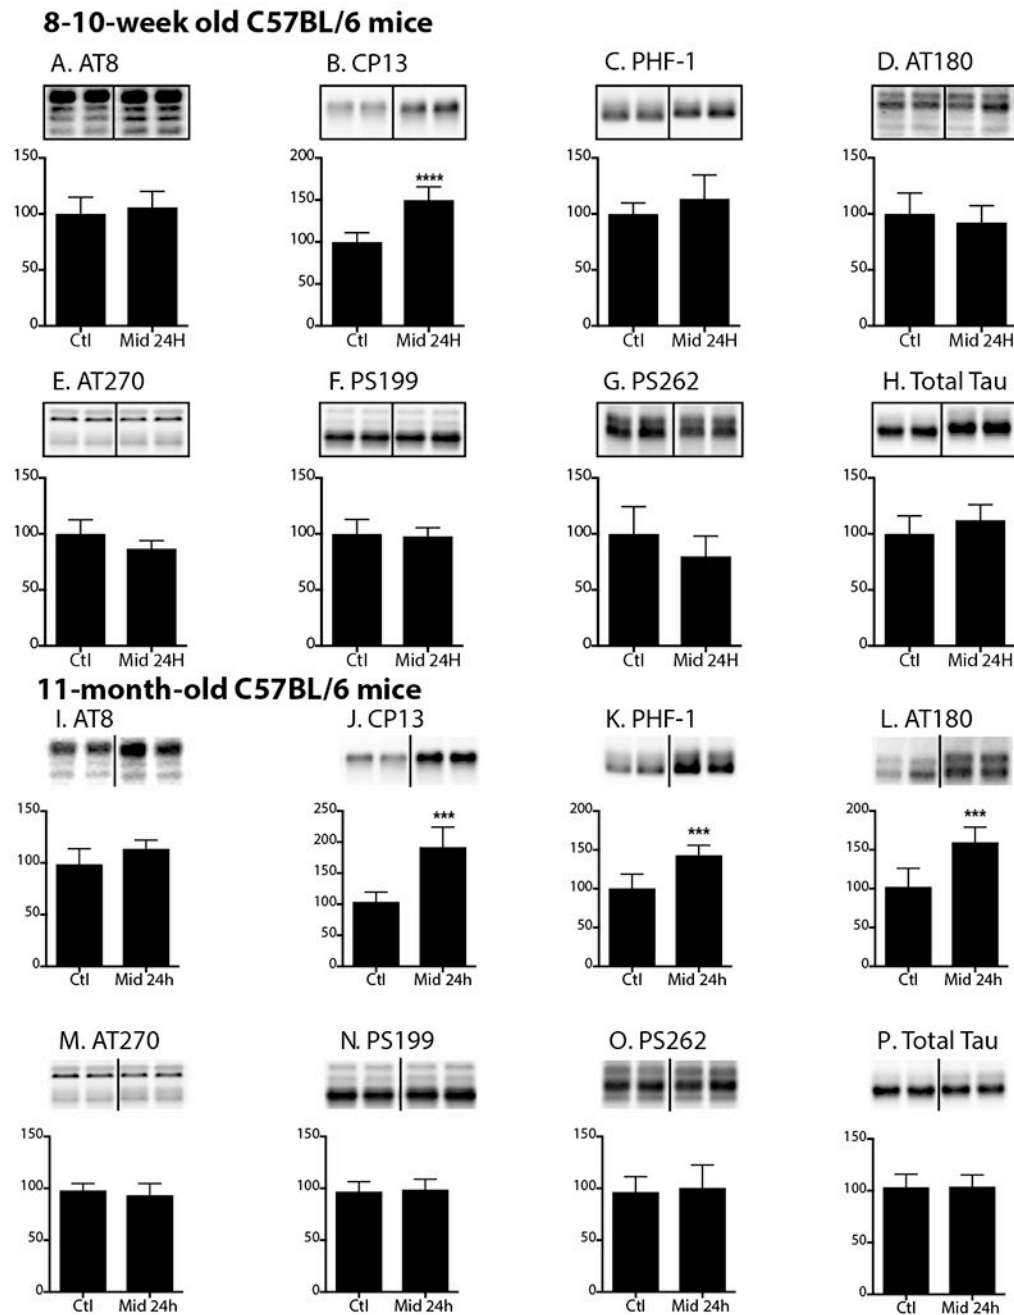 8-10-week old C57BL/6 mice
A. AT8
B. CP13
C. PHF-1
D. AT180
150
100
50
0
Ctl Mid 24H
200
150
100
50
0
****
Ctl Mid 24H
150
100
50
0
Ctl Mid 24H
150
100
50
0
Ctl Mid 24H
E. AT270
F. PS199
G. PS262
H. Total Tau
150
100
50
0
Ctl Mid 24H
150
100
50
0
Ctl Mid 24H
150
100
50
0
Ctl Mid 24H
150
100
50
0
Ctl Mid 24H
11-month-old C57BL/6 mice
I. AT8
J. CP13
K. PHF-1
L. AT180
150
100
50
0
Ctl Mid 24h
250
200
150
100
50
0
***
Ctl Mid 24h
200
150
100
50
0
***
Ctl Mid 24h
200
150
100
50
0
***
Ctl Mid 24h
M. AT270
N. PS199
O. PS262
P. Total Tau
150
100
50
0
Ctl Mid 24h
150
100
50
0
Ctl Mid 24h
150
100
50
0
Ctl Mid 24h
150
100
50
0
Ctl Mid 24h